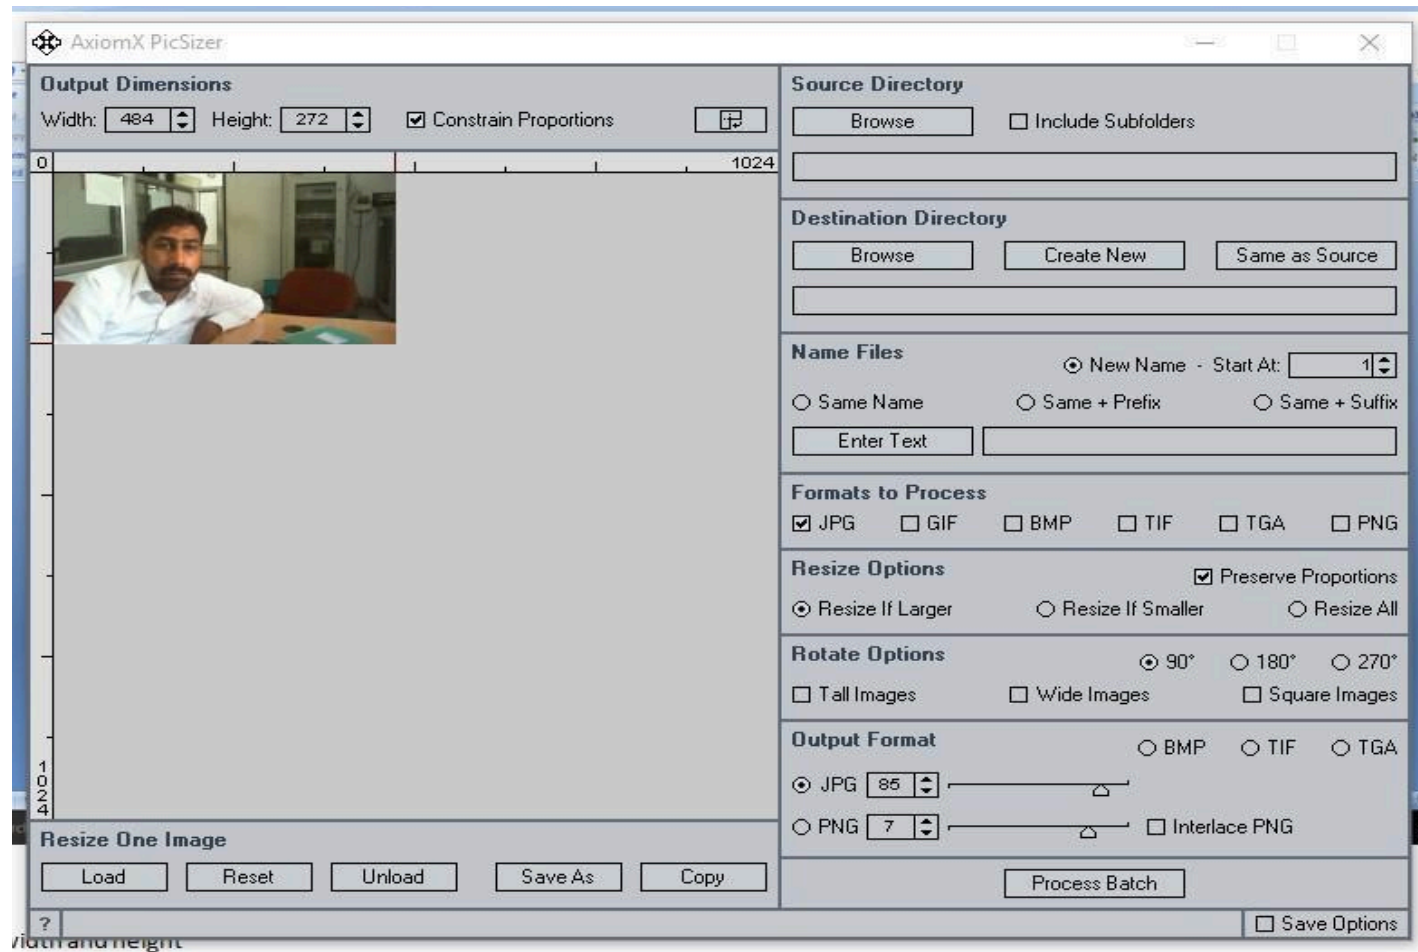 AxiomX PicSizer
Output Dimensions
Width: 484 Height: 272 Constrain Proportions
0 1024
1024
Resize One Image
Load Reset Unload Save As Copy
Source Directory
Browse Include Subfolders
Destination Directory
Browse Create New Same as Source
Name Files
New Name - Start At: 1
Same Name Same + Prefix Same + Suffix
Enter Text
Formats to Process
JPG GIF BMP TIF TGA PNG
Resize Options
Preserve Proportions
Resize If Larger Resize If Smaller Resize All
Rotate Options
90° 180° 270°
Tall Images Wide Images Square Images
Output Format
BMP TIF TGA
JPG 85
PNG 7 Interlace PNG
Process Batch
? Save Options
and height